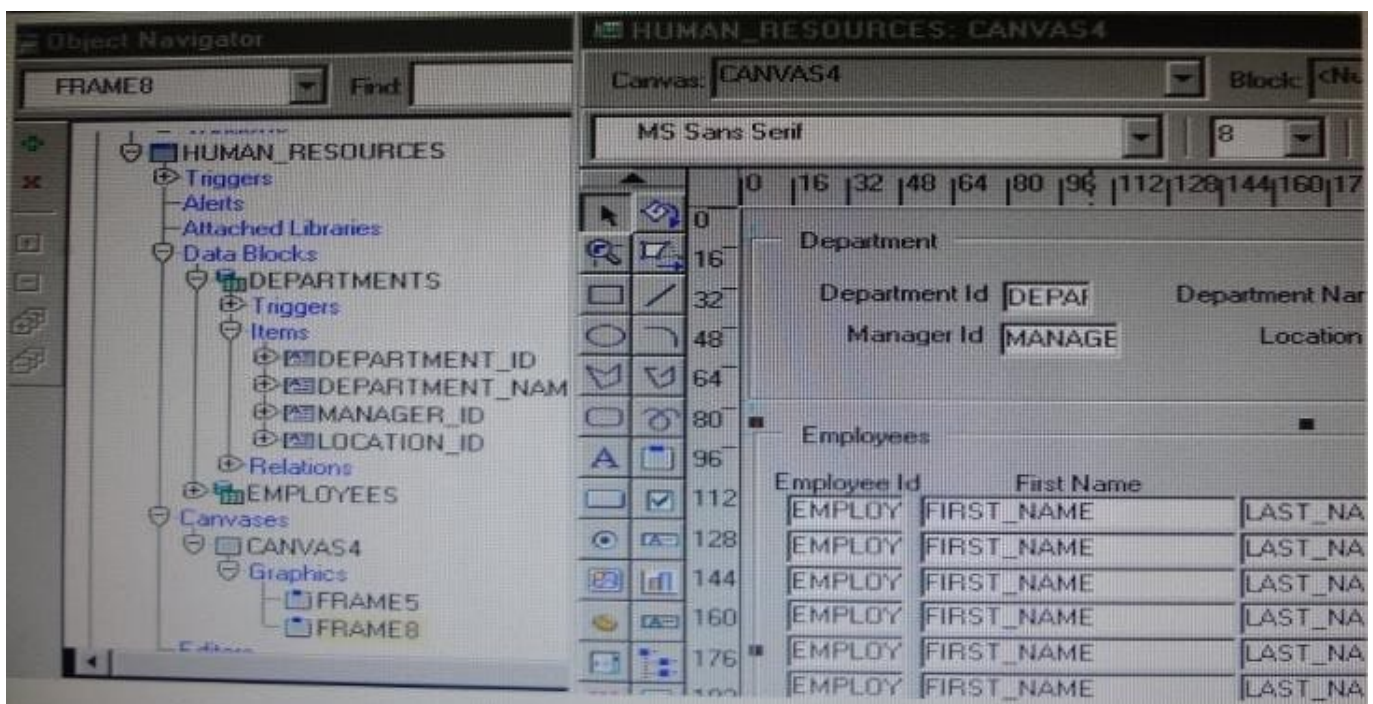 Object Navigator
FRAME8
Find:
HUMAN_RESOURCES
Triggers
Alerts
Attached Libraries
Data Blocks
DEPARTMENTS
Triggers
Items
DEPARTMENT_ID
DEPARTMENT_NAM
MANAGER_ID
LOCATION_ID
Relations
EMPLOYEES
Canvases
CANVAS4
Graphics
FRAME5
FRAME8
HUMAN_RESOURCES: CANVAS4
Canvas: CANVAS4 Block: <Nu
MS Sans Serif 8
0 16 32 48 64 80 96 112 128 144 160 17
0
16
32
48
64
80
96
112
128
144
160
176
Department
Department Id DEPAF Department Nar
Manager Id MANAGE Location
Employees
Employee Id First Name
EMPLOY FIRST_NAME LAST_NA
EMPLOY FIRST_NAME LAST_NA
EMPLOY FIRST_NAME LAST_NA
EMPLOY FIRST_NAME LAST_NA
EMPLOY FIRST_NAME LAST_NA
EMPLOY FIRST_NAME LAST_NA